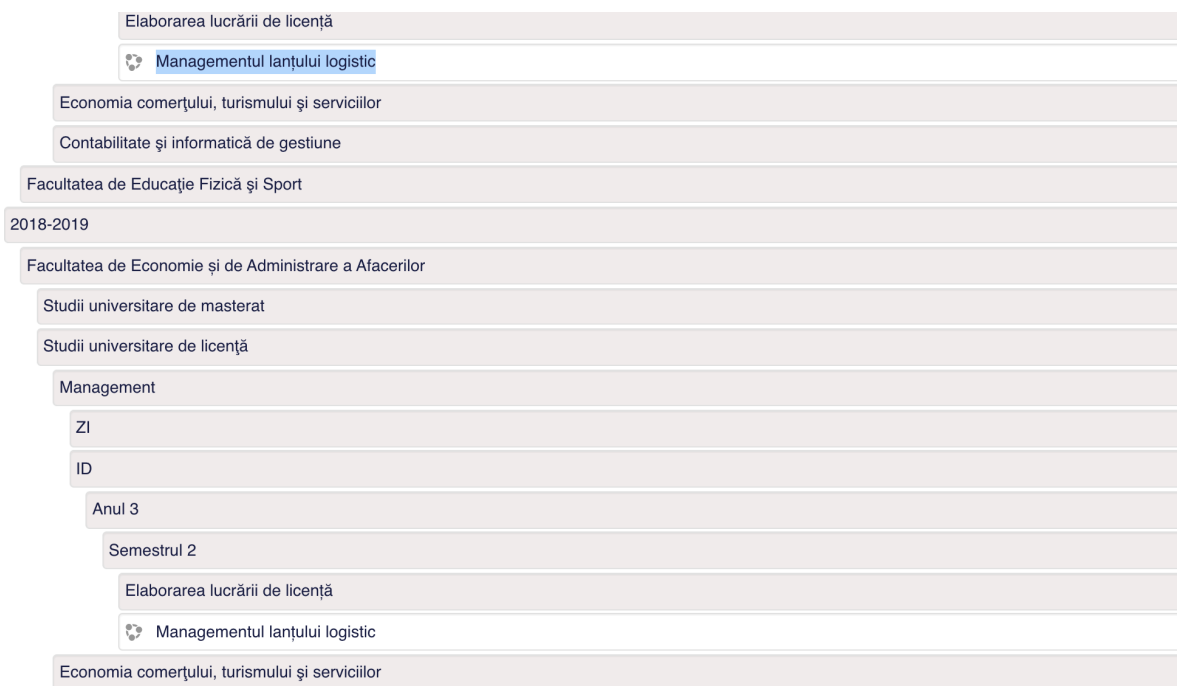 Elaborarea lucrării de licență
Managementul lanțului logistic
Economia comerţului, turismului şi serviciilor
Contabilitate şi informatică de gestiune
Facultatea de Educaţie Fizică şi Sport
2018-2019
Facultatea de Economie și de Administrare a Afacerilor
Studii universitare de masterat
Studii universitare de licenţă
Management
ZI
ID
Anul 3
Semestrul 2
Elaborarea lucrării de licență
Managementul lanțului logistic
Economia comerţului, turismului şi serviciilor